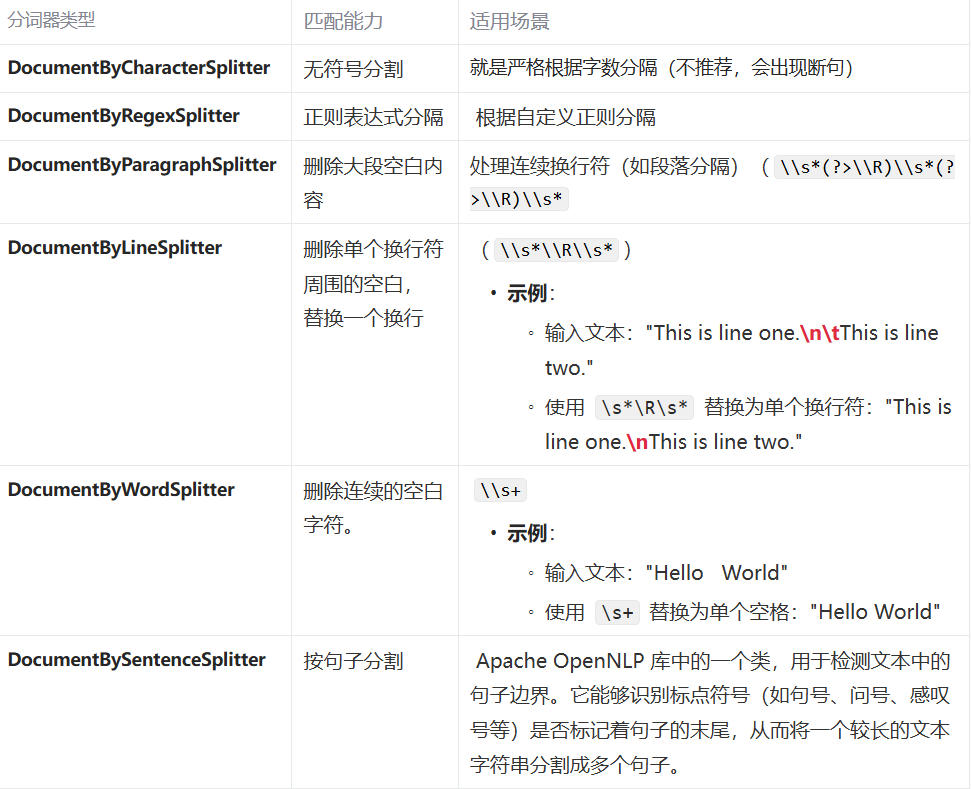 分词器类型 匹配能力 适用场景
DocumentByCharacterSplitter 无符号分割 就是严格根据字数分隔（不推荐，会出现断句）
DocumentByRegexSplitter 正则表达式分隔 根据自定义正则分隔
DocumentByParagraphSplitter 删除大段空白内 处理连续换行符（如段落分隔）（ \\s*(?>\\R)\\s*(?
容 >\\R)\\s*
DocumentByLineSplitter 删除单个换行符 （ \\s*\\R\\s* ）
周围的空白，
替换一个换行
• 示例：
◦ 输入文本："This is line one.\n\tThis is line
two."
◦ 使用 \s*\R\s* 替换为单个换行符："This is
line one.\nThis is line two."
DocumentByWordSplitter 删除连续的空白 \\s+
字符。
• 示例：
◦ 输入文本："Hello   World"
◦ 使用 \s+ 替换为单个空格："Hello World"
DocumentBySentenceSplitter 按句子分割 Apache OpenNLP 库中的一个类，用于检测文本中的
句子边界。它能够识别标点符号（如句号、问号、感叹
号等）是否标记着句子的末尾，从而将一个较长的文本
字符串分割成多个句子。